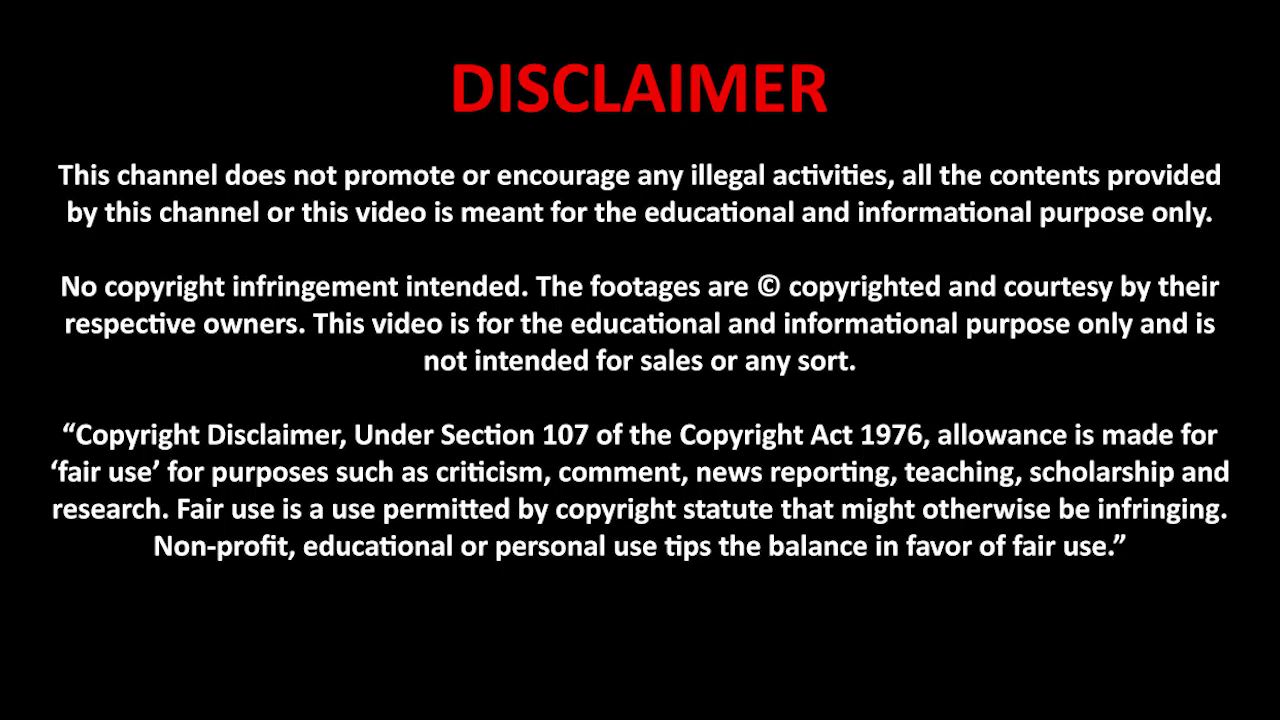 DISCLAIMER
This channel does not promote or encourage any illegal activities, all the contents provided
by this channel or this video is meant for the educational and informational purpose only.
No copyright infringement intended. The footages are © copyrighted and courtesy by their
respective owners. This video is for the educational and informational purpose only and is
not intended for sales or any sort.
“Copyright Disclaimer, Under Section 107 of the Copyright Act 1976, allowance is made for
‘fair use’ for purposes such as criticism, comment, news reporting, teaching, scholarship and
research. Fair use is a use permitted by copyright statute that might otherwise be infringing.
Non-profit, educational or personal use tips the balance in favor of fair use.”